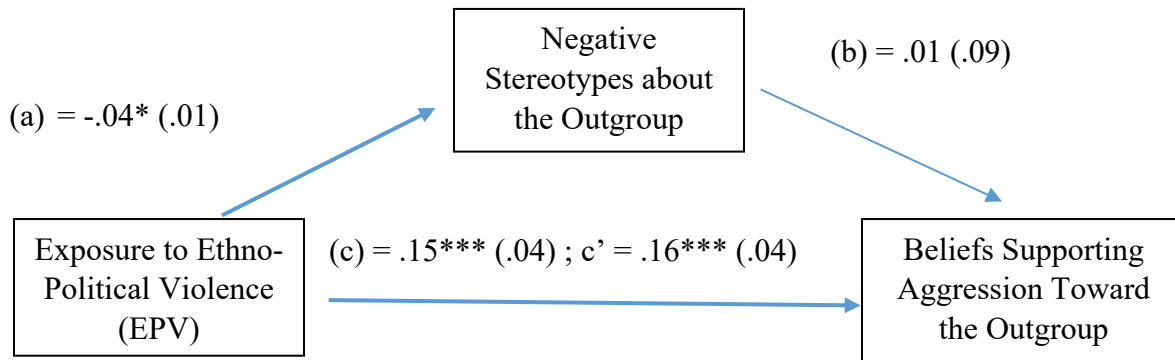 Negative
Stereotypes about
the Outgroup
(b) = .01 (.09)
(a) = -.04* (.01)
Exposure to Ethno-
Political Violence
(EPV)
(c) = .15*** (.04) ; c’ = .16*** (.04)
Beliefs Supporting
Aggression Toward
the Outgroup